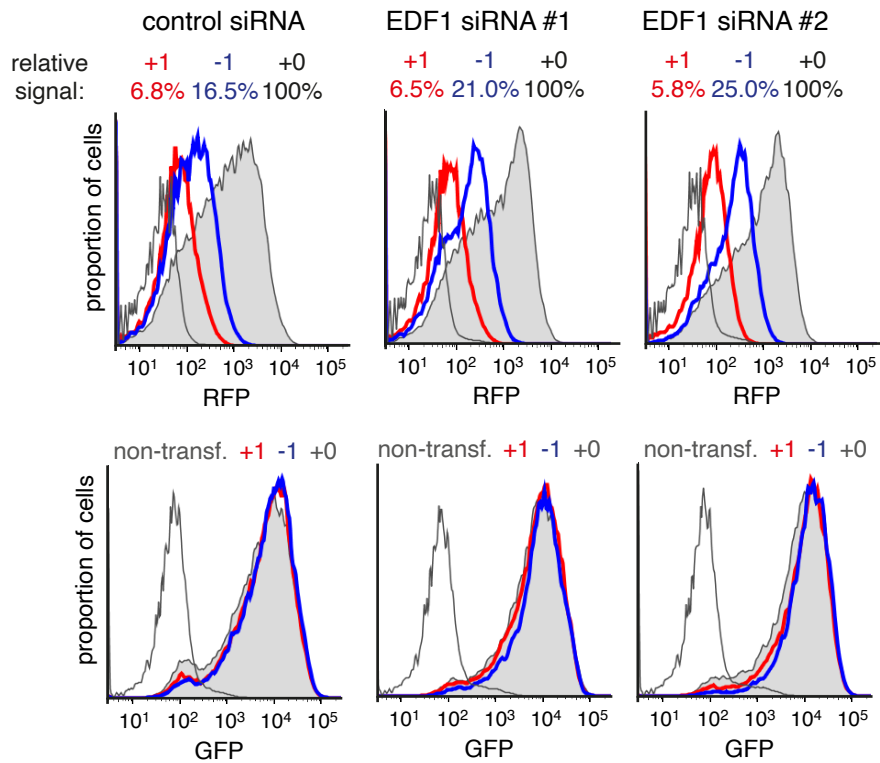 control siRNA EDF1 siRNA #1 EDF1 siRNA #2
relative +1 -1 +0 +1 -1 +0 +1 -1 +0
signal: 6.8% 16.5% 100% 6.5% 21.0% 100% 5.8% 25.0% 100%
proportion of cells
10¹ 10² 10³ 10⁴ 10⁵ 10¹ 10² 10³ 10⁴ 10⁵ 10¹ 10² 10³ 10⁴ 10⁵
RFP RFP RFP
non-transf. +1 -1 +0 non-transf. +1 -1 +0 non-transf. +1 -1 +0
proportion of cells
10¹ 10² 10³ 10⁴ 10⁵ 10¹ 10² 10³ 10⁴ 10⁵ 10¹ 10² 10³ 10⁴ 10⁵
GFP GFP GFP